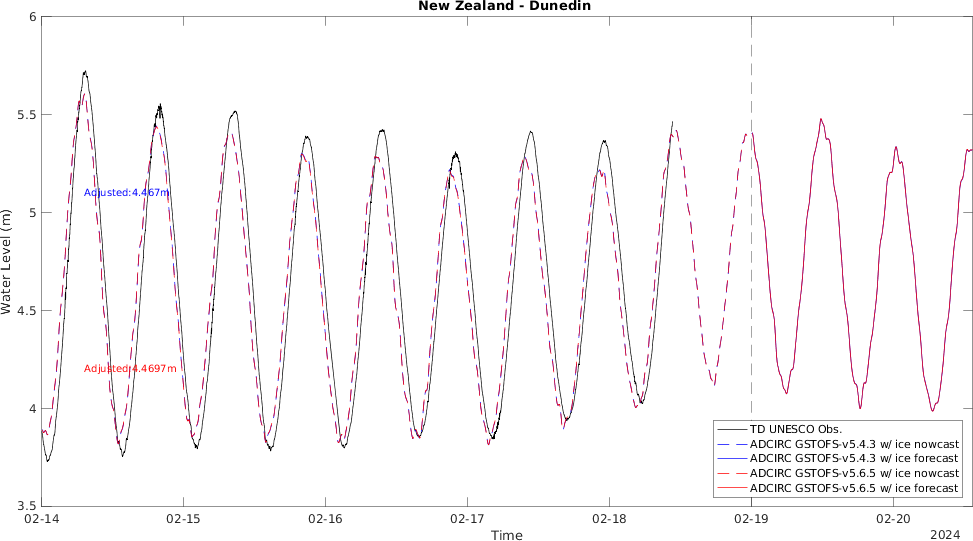 New Zealand - Dunedin
6
5.5
5
4.5
4
3.5
Water Level (m)
Adjusted:4.467m
Adjusted:4.4697m
TD UNESCO Obs.
ADCIRC GSTOFS-v5.4.3 w/ ice nowcast
ADCIRC GSTOFS-v5.4.3 w/ ice forecast
ADCIRC GSTOFS-v5.6.5 w/ ice nowcast
ADCIRC GSTOFS-v5.6.5 w/ ice forecast
02-14 02-15 02-16 02-17 02-18 02-19 02-20
Time
2024